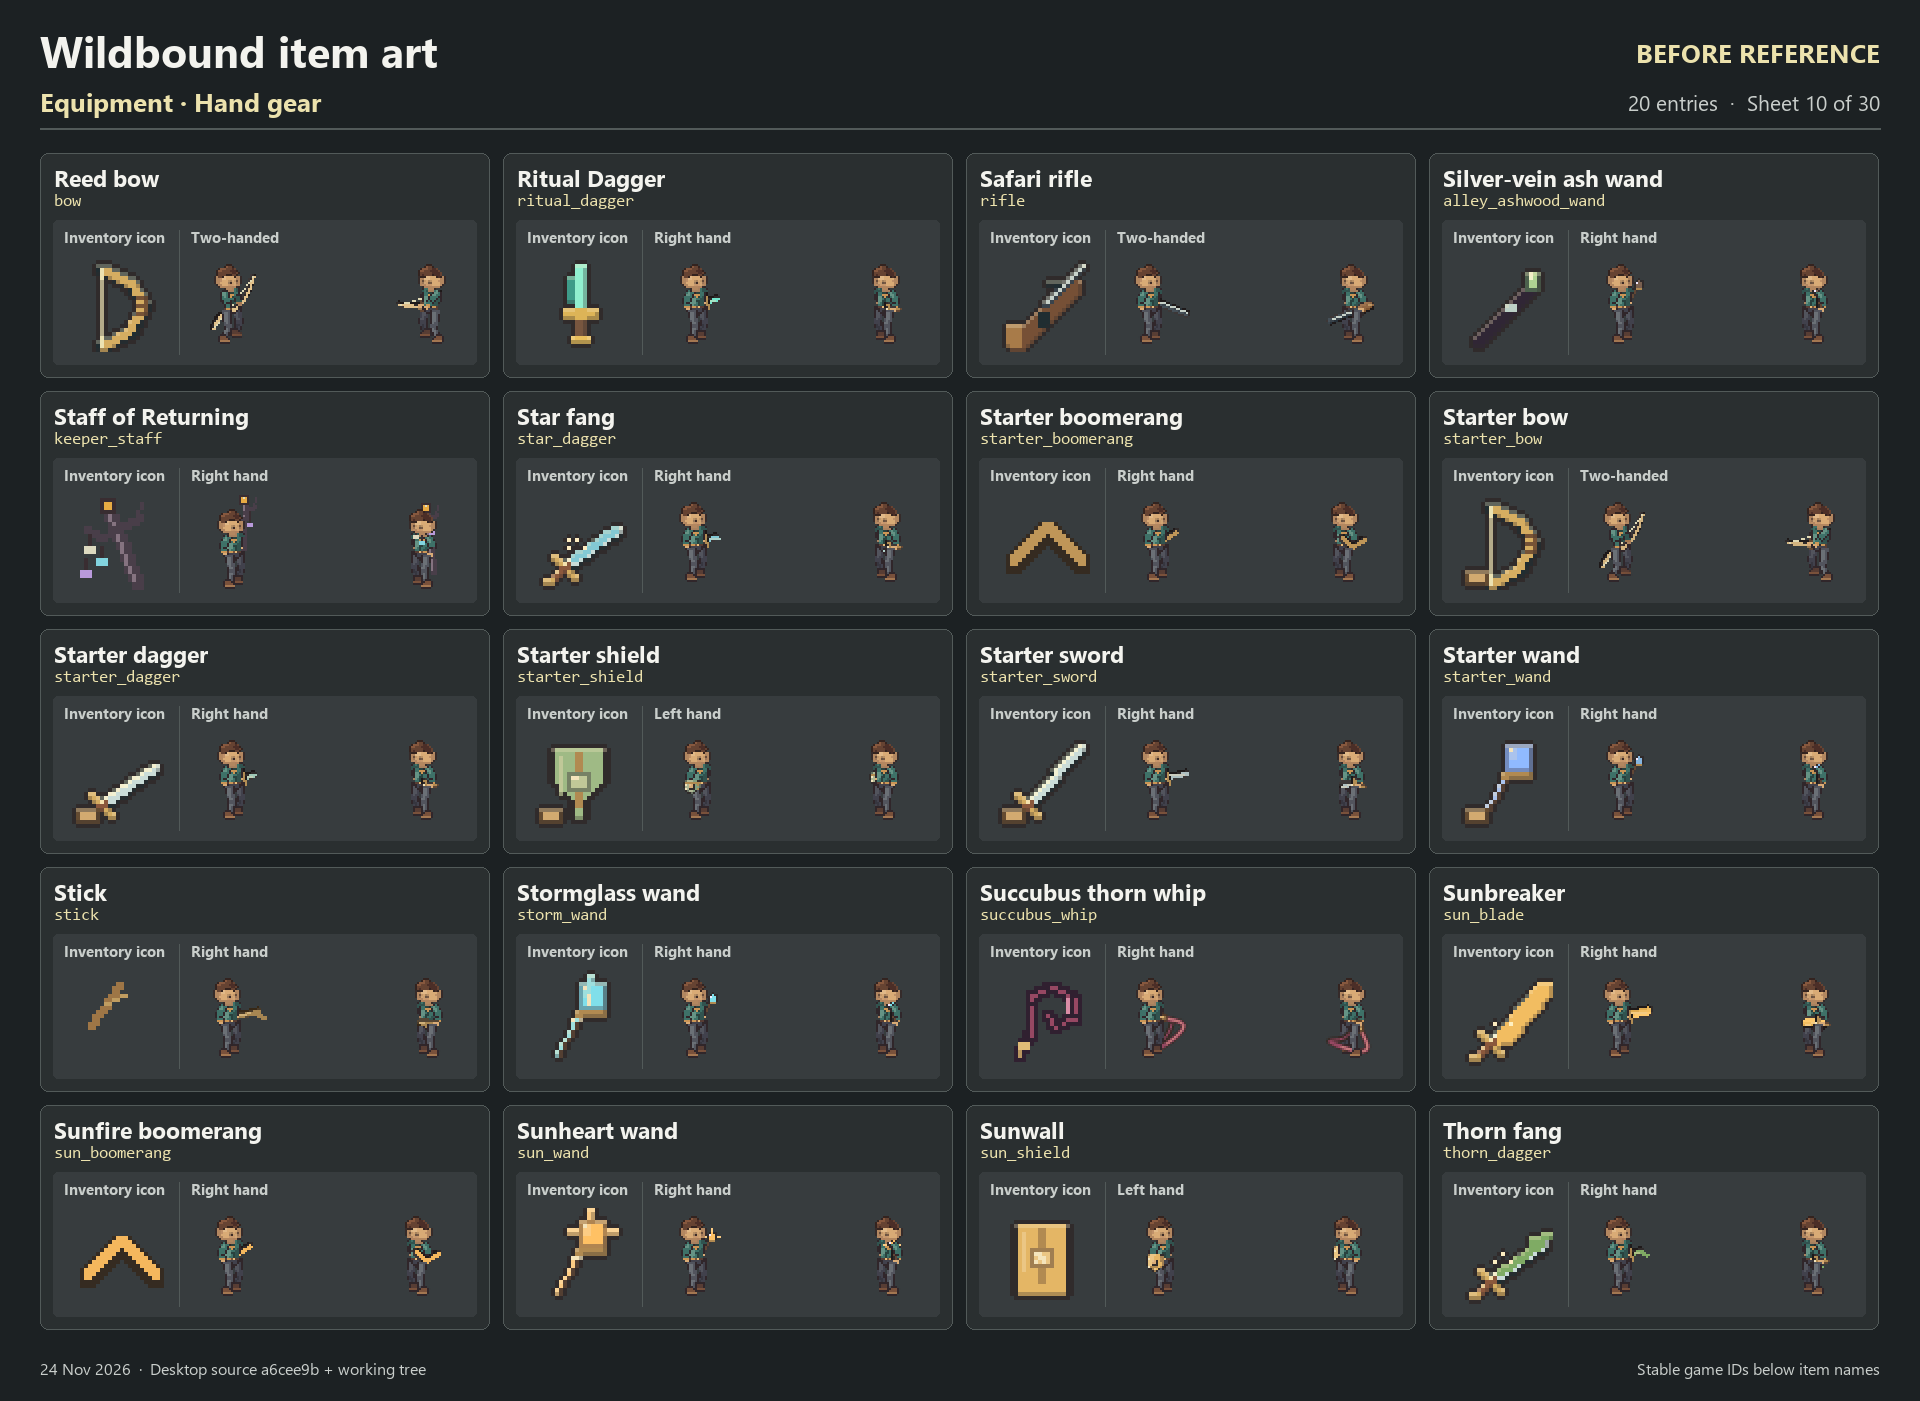 Wildbound item art
BEFORE REFERENCE
Equipment · Hand gear
20 entries · Sheet 10 of 30
Reed bow
bow
Inventory icon
Two-handed
Ritual Dagger
ritual_dagger
Inventory icon
Right hand
Safari rifle
rifle
Inventory icon
Two-handed
Silver-vein ash wand
alley_ashwood_wand
Inventory icon
Right hand
Staff of Returning
keeper_staff
Inventory icon
Right hand
Star fang
star_dagger
Inventory icon
Right hand
Starter boomerang
starter_boomerang
Inventory icon
Right hand
Starter bow
starter_bow
Inventory icon
Two-handed
Starter dagger
starter_dagger
Inventory icon
Right hand
Starter shield
starter_shield
Inventory icon
Left hand
Starter sword
starter_sword
Inventory icon
Right hand
Starter wand
starter_wand
Inventory icon
Right hand
Stick
stick
Inventory icon
Right hand
Stormglass wand
storm_wand
Inventory icon
Right hand
Succubus thorn whip
succubus_whip
Inventory icon
Right hand
Sunbreaker
sun_blade
Inventory icon
Right hand
Sunfire boomerang
sun_boomerang
Inventory icon
Right hand
Sunheart wand
sun_wand
Inventory icon
Right hand
Sunwall
sun_shield
Inventory icon
Left hand
Thorn fang
thorn_dagger
Inventory icon
Right hand
24 Nov 2026 · Desktop source a6cee9b + working tree
Stable game IDs below item names